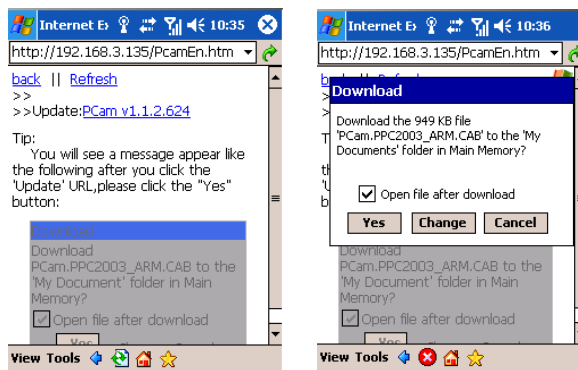 Internet E 10:35
http://192.168.3.135/PcamEn.htm
back || Refresh
>>
>>Update:PCam v1.1.2.624
Tip:
You will see a message appear like
the following after you click the
'Update' URL,please click the "Yes"
button:
Download
Download
PCam.PPC2003_ARM.CAB to the
'My Document' folder in Main
Memory?
Open file after download
Yes
View Tools
Internet E 10:36
http://192.168.3.135/PcamEn.htm
Download
Download the 949 KB file
'PCam.PPC2003_ARM.CAB' to the 'My
Documents' folder in Main Memory?
Open file after download
Yes Change Cancel
Download
PCam.PPC2003_ARM.CAB to the
'My Document' folder in Main
Memory?
Open file after download
Yes
View Tools